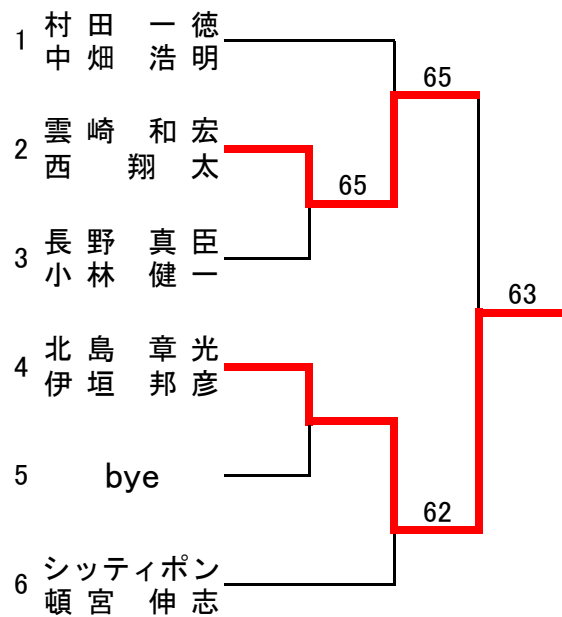 1 村田 一徳
中畑 浩明
65
2 雲崎 和宏
西 翔太
65
3 長野 真臣
小林 健一
63
4 北島 章光
伊垣 邦彦
5 bye
62
6 シッティポン
頓宮 伸志